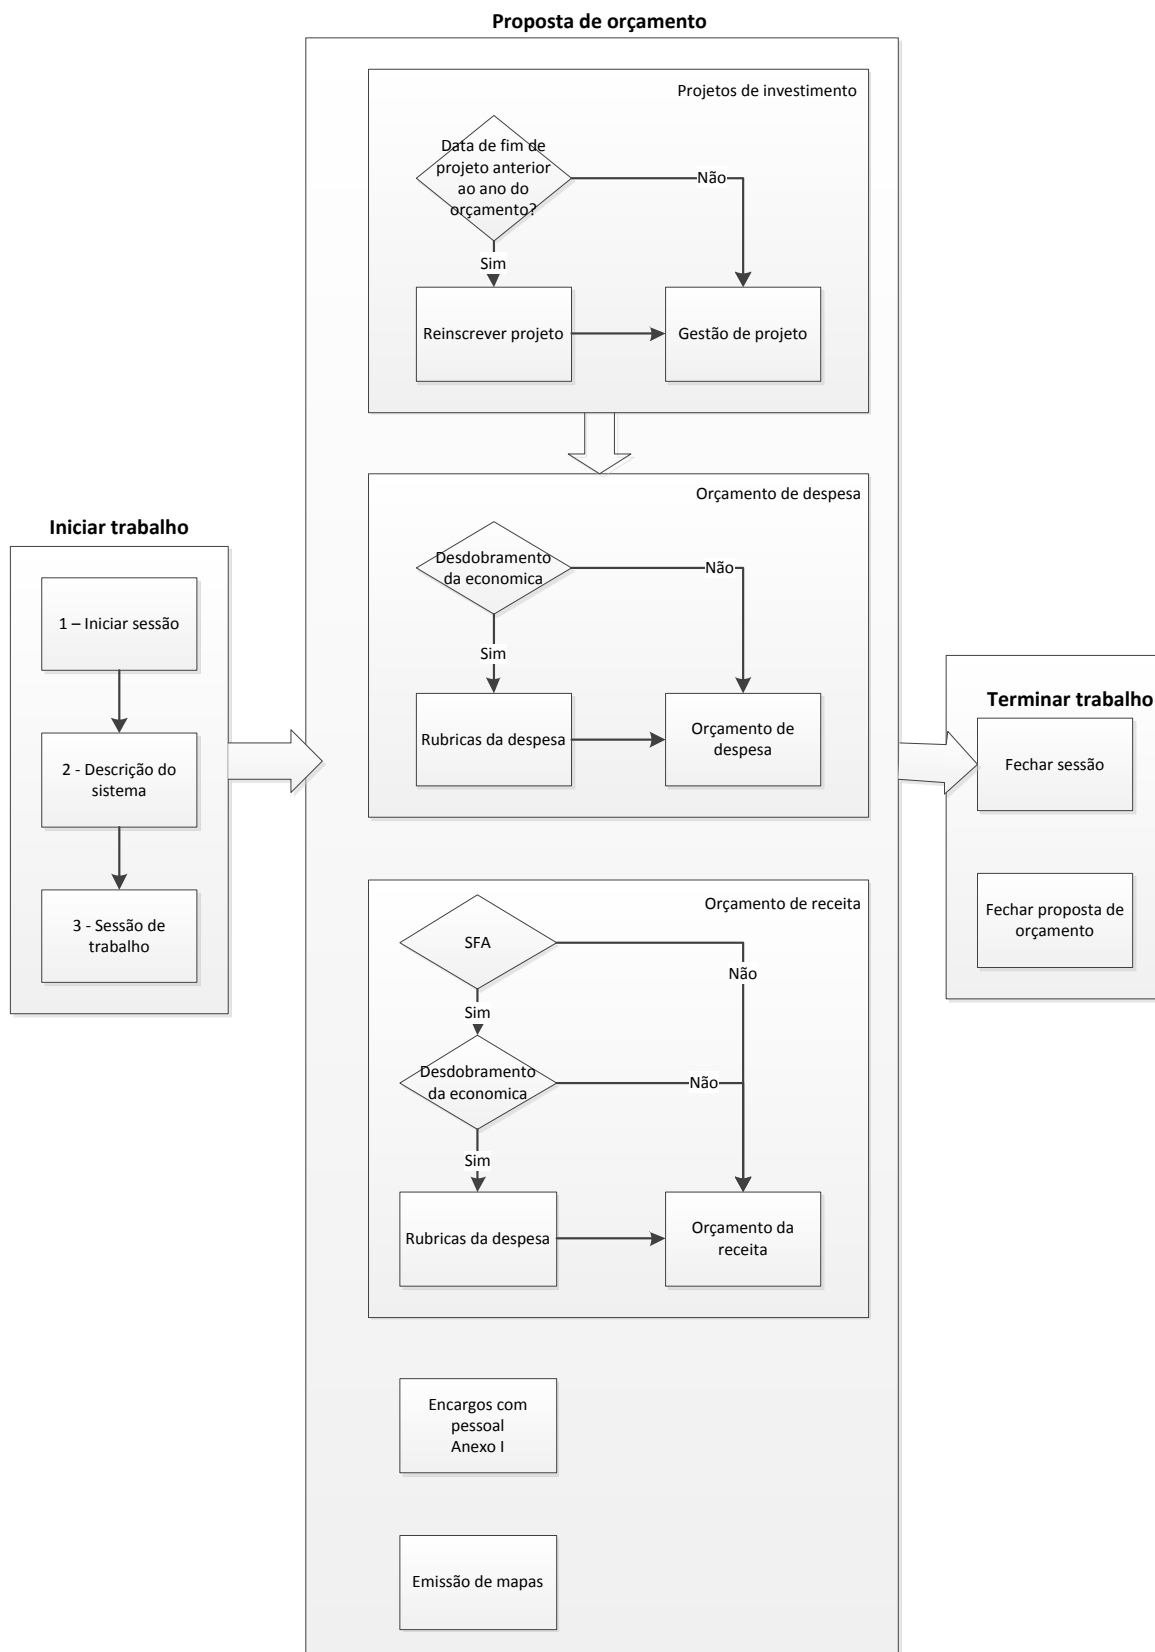 Proposta de orçamento
Projetos de investimento
Data de fim de
projeto anterior
ao ano do
orçamento?
Não
Sim
Reinscrever projeto
Gestão de projeto
Orçamento de despesa
Desdobramento
da economica
Não
Sim
Rubricas da despesa
Orçamento de
despesa
Iniciar trabalho
1 – Iniciar sessão
2 - Descrição do
sistema
3 - Sessão de
trabalho
Terminar trabalho
Fechar sessão
Fechar proposta de
orçamento
Orçamento de receita
SFA
Não
Sim
Desdobramento
da economica
Não
Sim
Rubricas da despesa
Orçamento da
receita
Encargos com
pessoal
Anexo I
Emissão de mapas